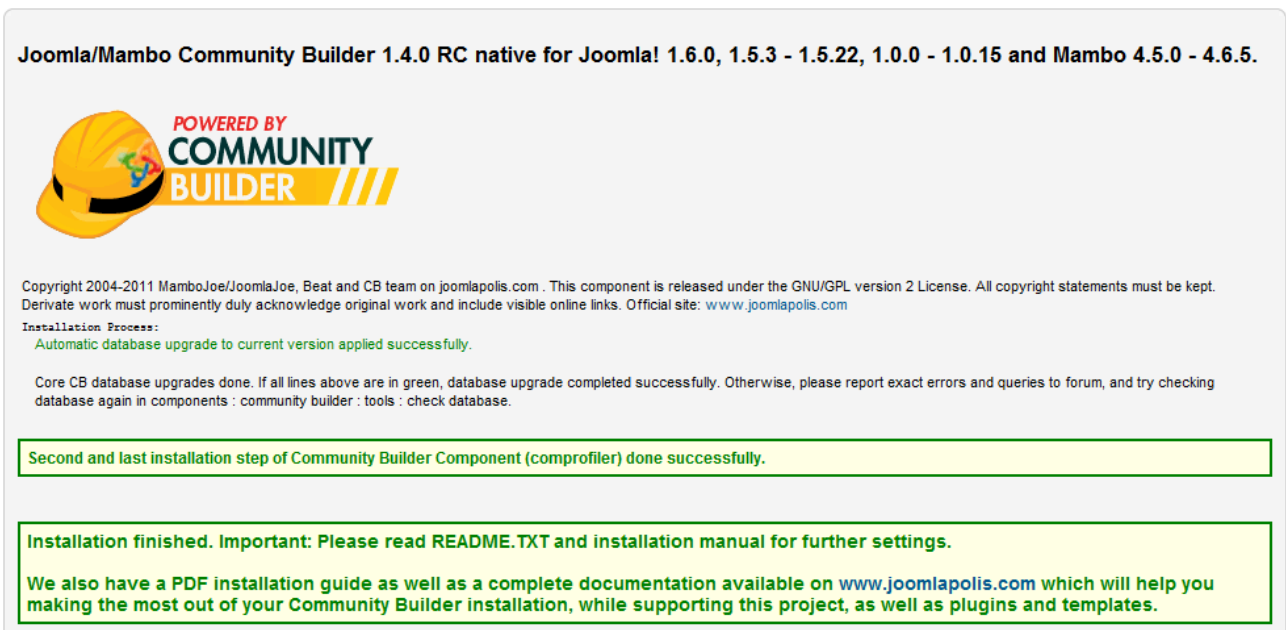 Joomla/Mambo Community Builder 1.4.0 RC native for Joomla! 1.6.0, 1.5.3 - 1.5.22, 1.0.0 - 1.0.15 and Mambo 4.5.0 - 4.6.5.
POWERED BY
COMMUNITY
BUILDER
Copyright 2004-2011 MamboJoe/JoomlaJoe, Beat and CB team on joomlapolis.com . This component is released under the GNU/GPL version 2 License. All copyright statements must be kept.
Derivate work must prominently duly acknowledge original work and include visible online links. Official site: www.joomlapolis.com
Installation Process:
Automatic database upgrade to current version applied successfully.
Core CB database upgrades done. If all lines above are in green, database upgrade completed successfully. Otherwise, please report exact errors and queries to forum, and try checking
database again in components : community builder : tools : check database.
Second and last installation step of Community Builder Component (comprofiler) done successfully.
Installation finished. Important: Please read README.TXT and installation manual for further settings.
We also have a PDF installation guide as well as a complete documentation available on www.joomlapolis.com which will help you
making the most out of your Community Builder installation, while supporting this project, as well as plugins and templates.